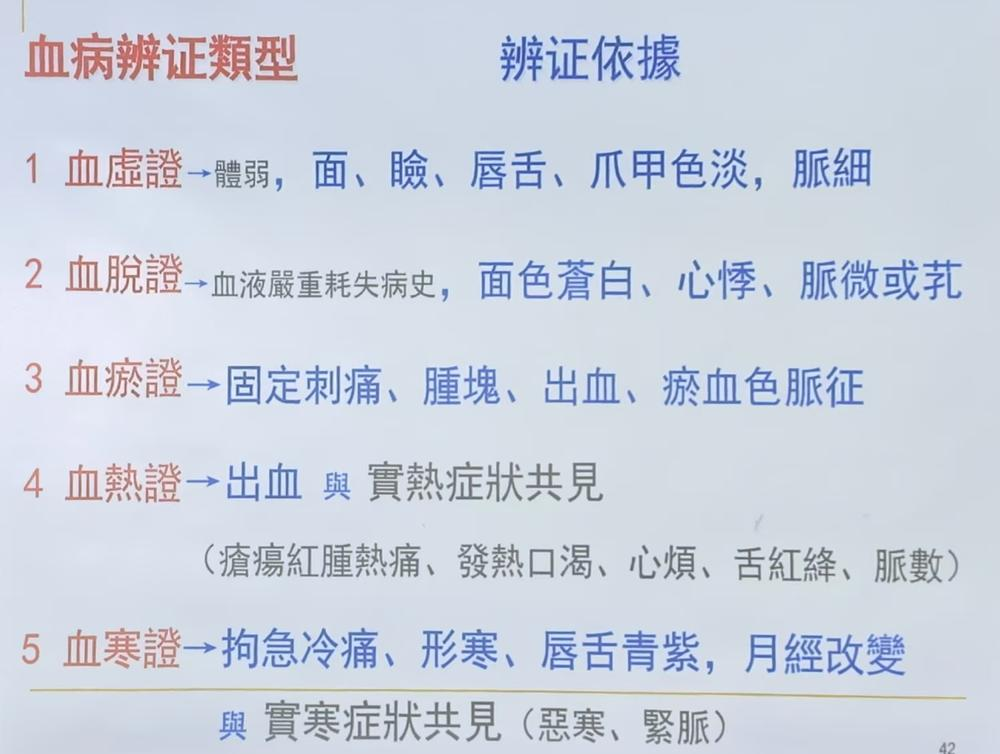 血病辨证類型 辨证依據
1 血虛證→體弱，面、瞼、唇舌、爪甲色淡，脈細
2 血脫證→血液嚴重耗失病史，面色蒼白、心悸、脈微或芤
3 血瘀證→固定刺痛、腫塊、出血、瘀血色脈征
4 血熱證→出血 與 實熱症狀共見
（瘡瘍紅腫熱痛、發熱口渴、心煩、舌紅絳、脈數）
5 血寒證→拘急冷痛、形寒、唇舌青紫，月經改變
與 實寒症狀共見（惡寒、緊脈）
42